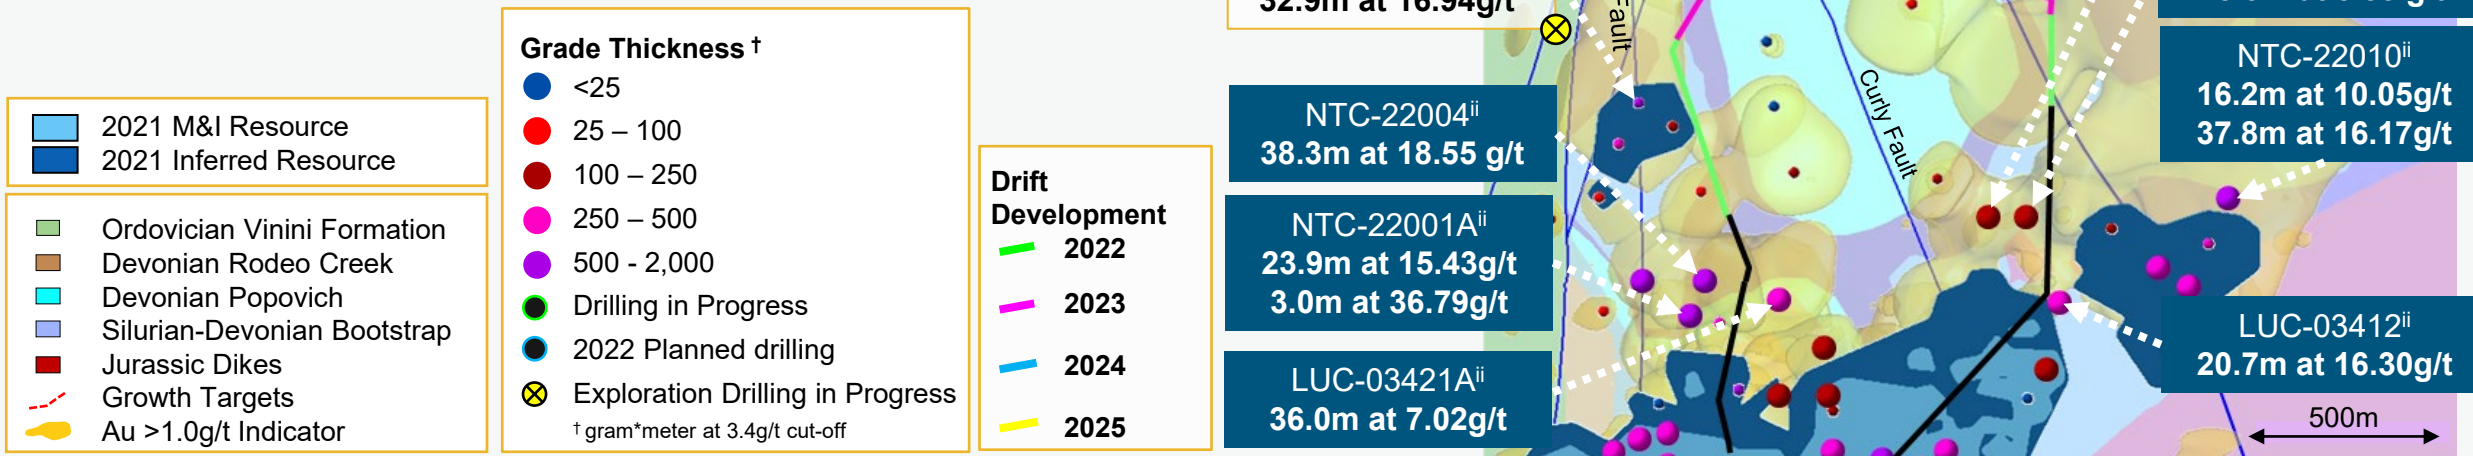 2021 M&I Resource
2021 Inferred Resource
Ordovician Vinini Formation
Devonian Rodeo Creek
Devonian Popovich
Silurian-Devonian Bootstrap
Jurassic Dikes
Growth Targets
Au >1.0g/t Indicator
Grade Thickness †
<25
25 – 100
100 – 250
250 – 500
500 - 2,000
Drilling in Progress
2022 Planned drilling
Exploration Drilling in Progress
† gram*meter at 3.4g/t cut-off
Drift
Development
2022
2023
2024
2025
32.9m at 16.94g/t
NTC-22004ii
38.3m at 18.55 g/t
NTC-22001Aii
23.9m at 15.43g/t
3.0m at 36.79g/t
LUC-03421Aii
36.0m at 7.02g/t
Fault
Curly Fault
NTC-22010ii
16.2m at 10.05g/t
37.8m at 16.17g/t
LUC-03412ii
20.7m at 16.30g/t
500m